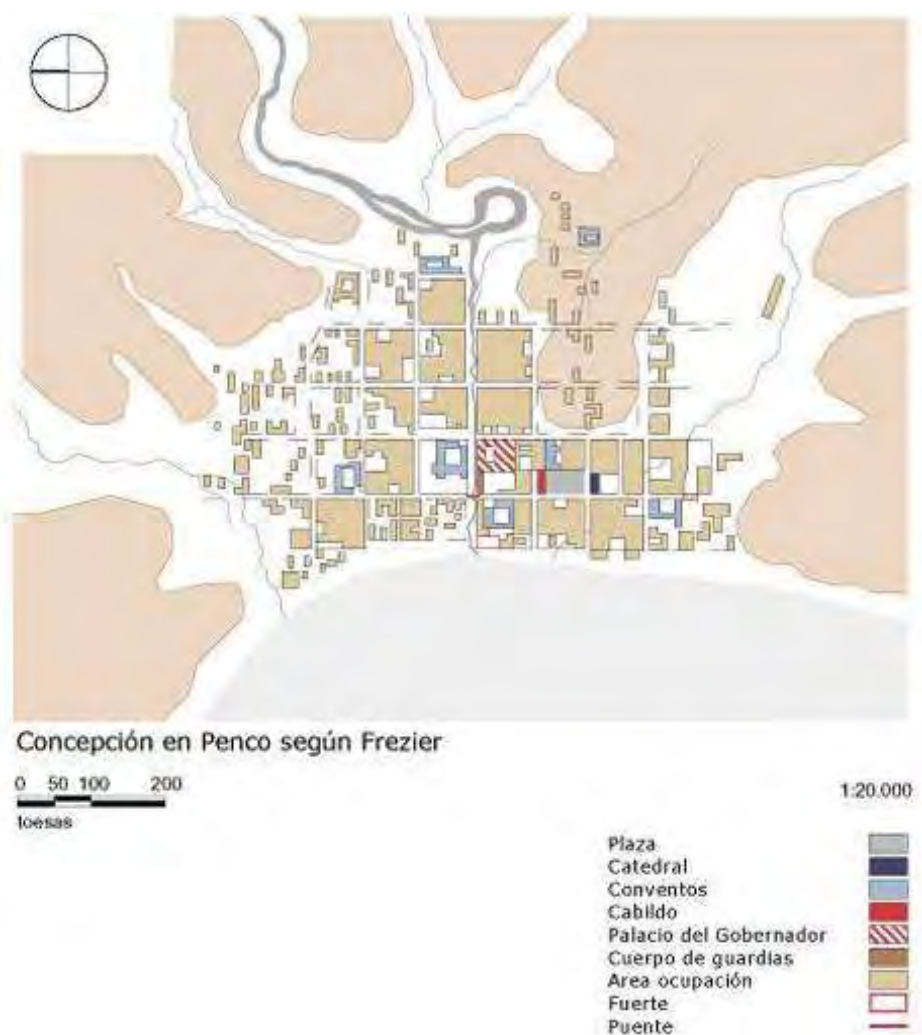 Concepción en Penco según Frezier
0 50 100 200
toesas
1:20.000
Plaza
Catedral
Conventos
Cabildo
Palacio del Gobernador
Cuerpo de guardias
Area ocupación
Fuerte
Puente